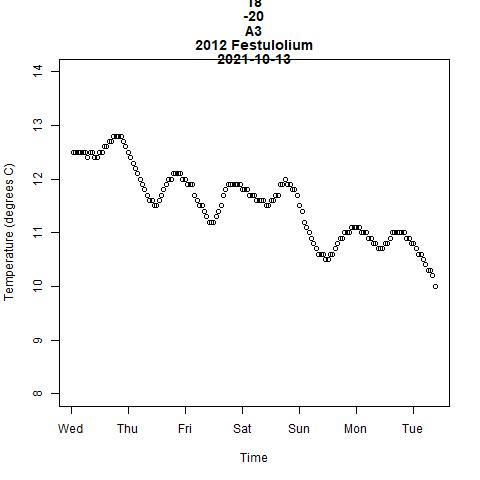 18
-20
A3
2012 Festulolium
2021-10-13
Temperature (degrees C)
14
13
12
11
10
9
8
Wed Thu Fri Sat Sun Mon Tue
Time